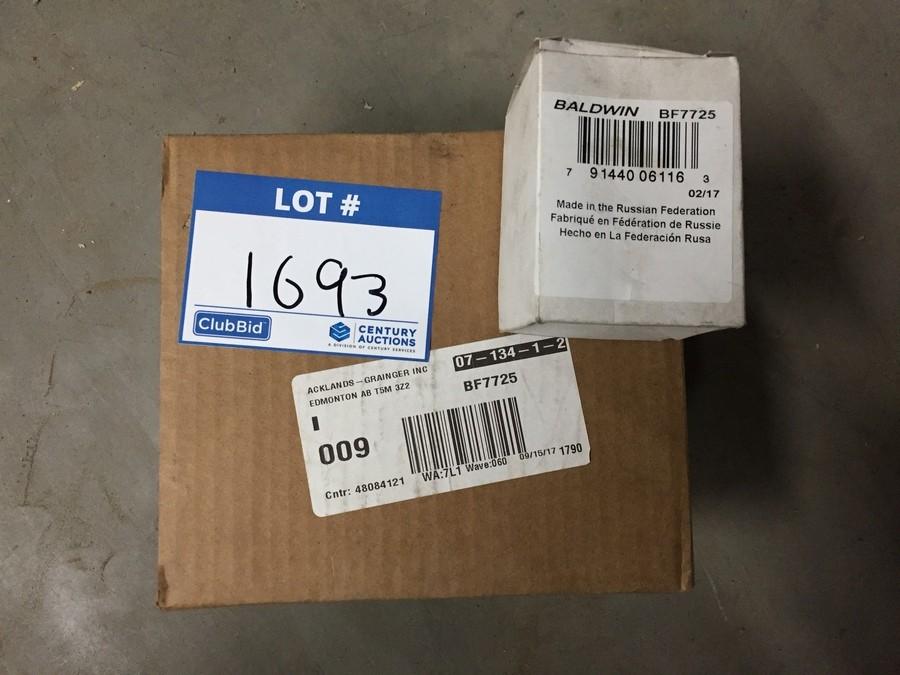 LOT #
1693
ClubBid
CENTURY
AUCTIONS
A DIVISION OF CENTURY SERVICES
BALDWIN BF7725
7 91440 06116 3
02/17
Made in the Russian Federation
Fabriqué en Fédération de Russie
Hecho en La Federación Rusa
07-134-1-2
ACKLANDS-GRAINGER INC
EDMONTON AB T5M 3Z2
BF7725
I
009
Cntr: 48084121 WA:7L1 Wave:060 09/15/17 1790